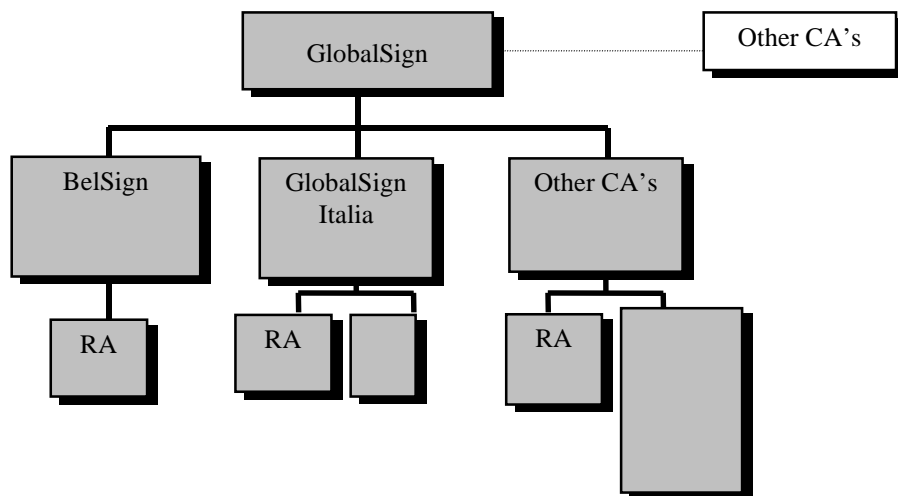 GlobalSign
Other CA's
BelSign
GlobalSign
Italia
Other CA's
RA
RA
RA